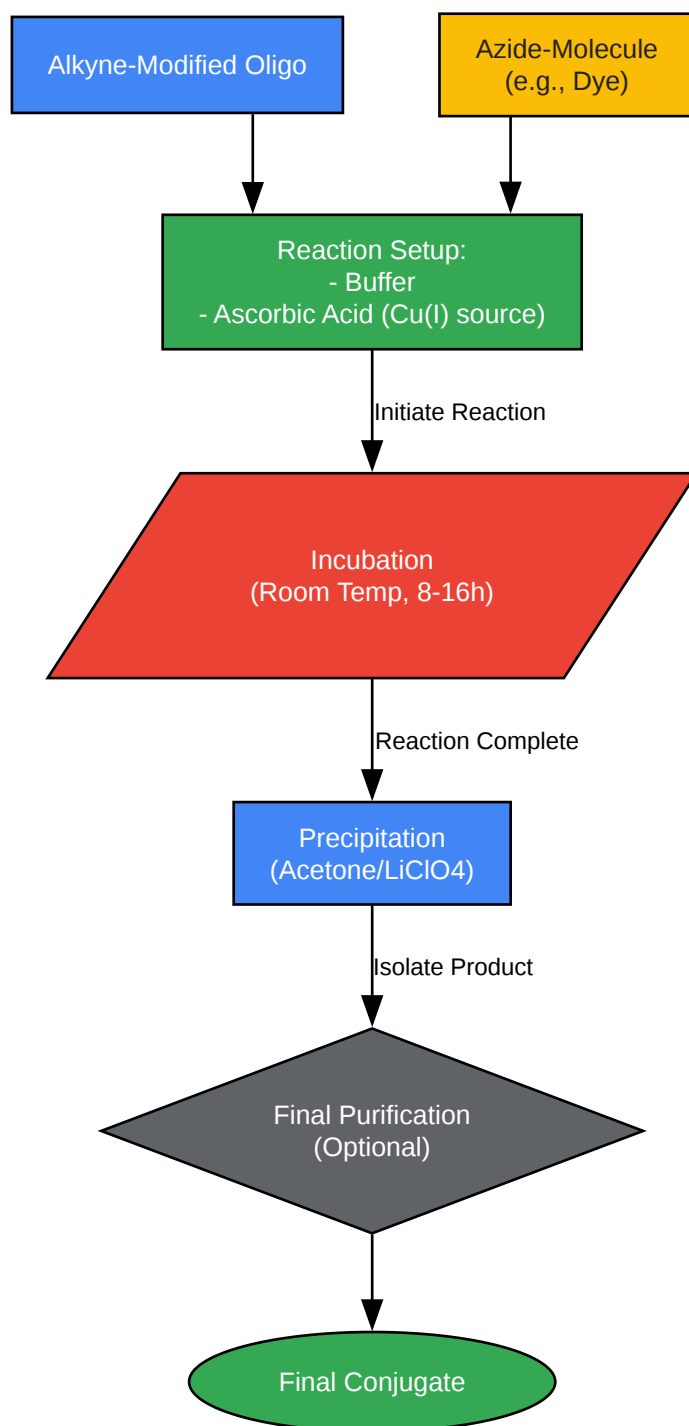 Alkyne-Modified Oligo
Azide-Molecule
(e.g., Dye)
Reaction Setup:
- Buffer
- Ascorbic Acid (Cu(I) source)
Initiate Reaction
Incubation
(Room Temp, 8-16h)
Reaction Complete
Precipitation
(Acetone/LiClO4)
Isolate Product
Final Purification
(Optional)
Final Conjugate